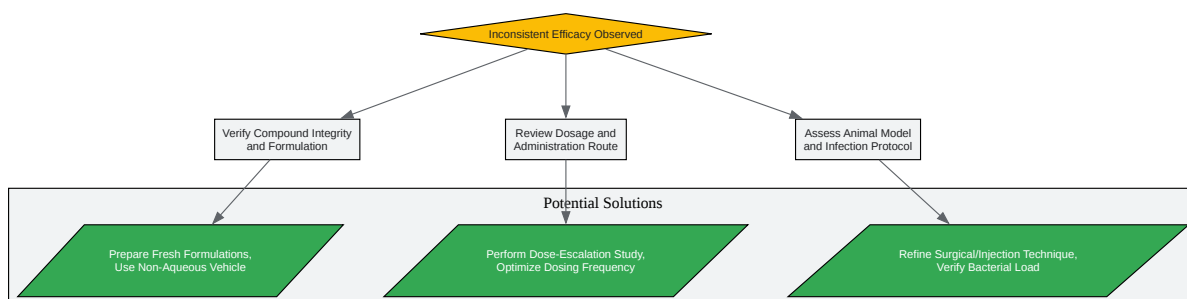 Inconsistent Efficacy Observed
Verify Compound Integrity
and Formulation
Review Dosage and
Administration Route
Assess Animal Model
and Infection Protocol
Potential Solutions
Prepare Fresh Formulations,
Use Non-Aqueous Vehicle
Perform Dose-Escalation Study,
Optimize Dosing Frequency
Refine Surgical/Injection Technique,
Verify Bacterial Load